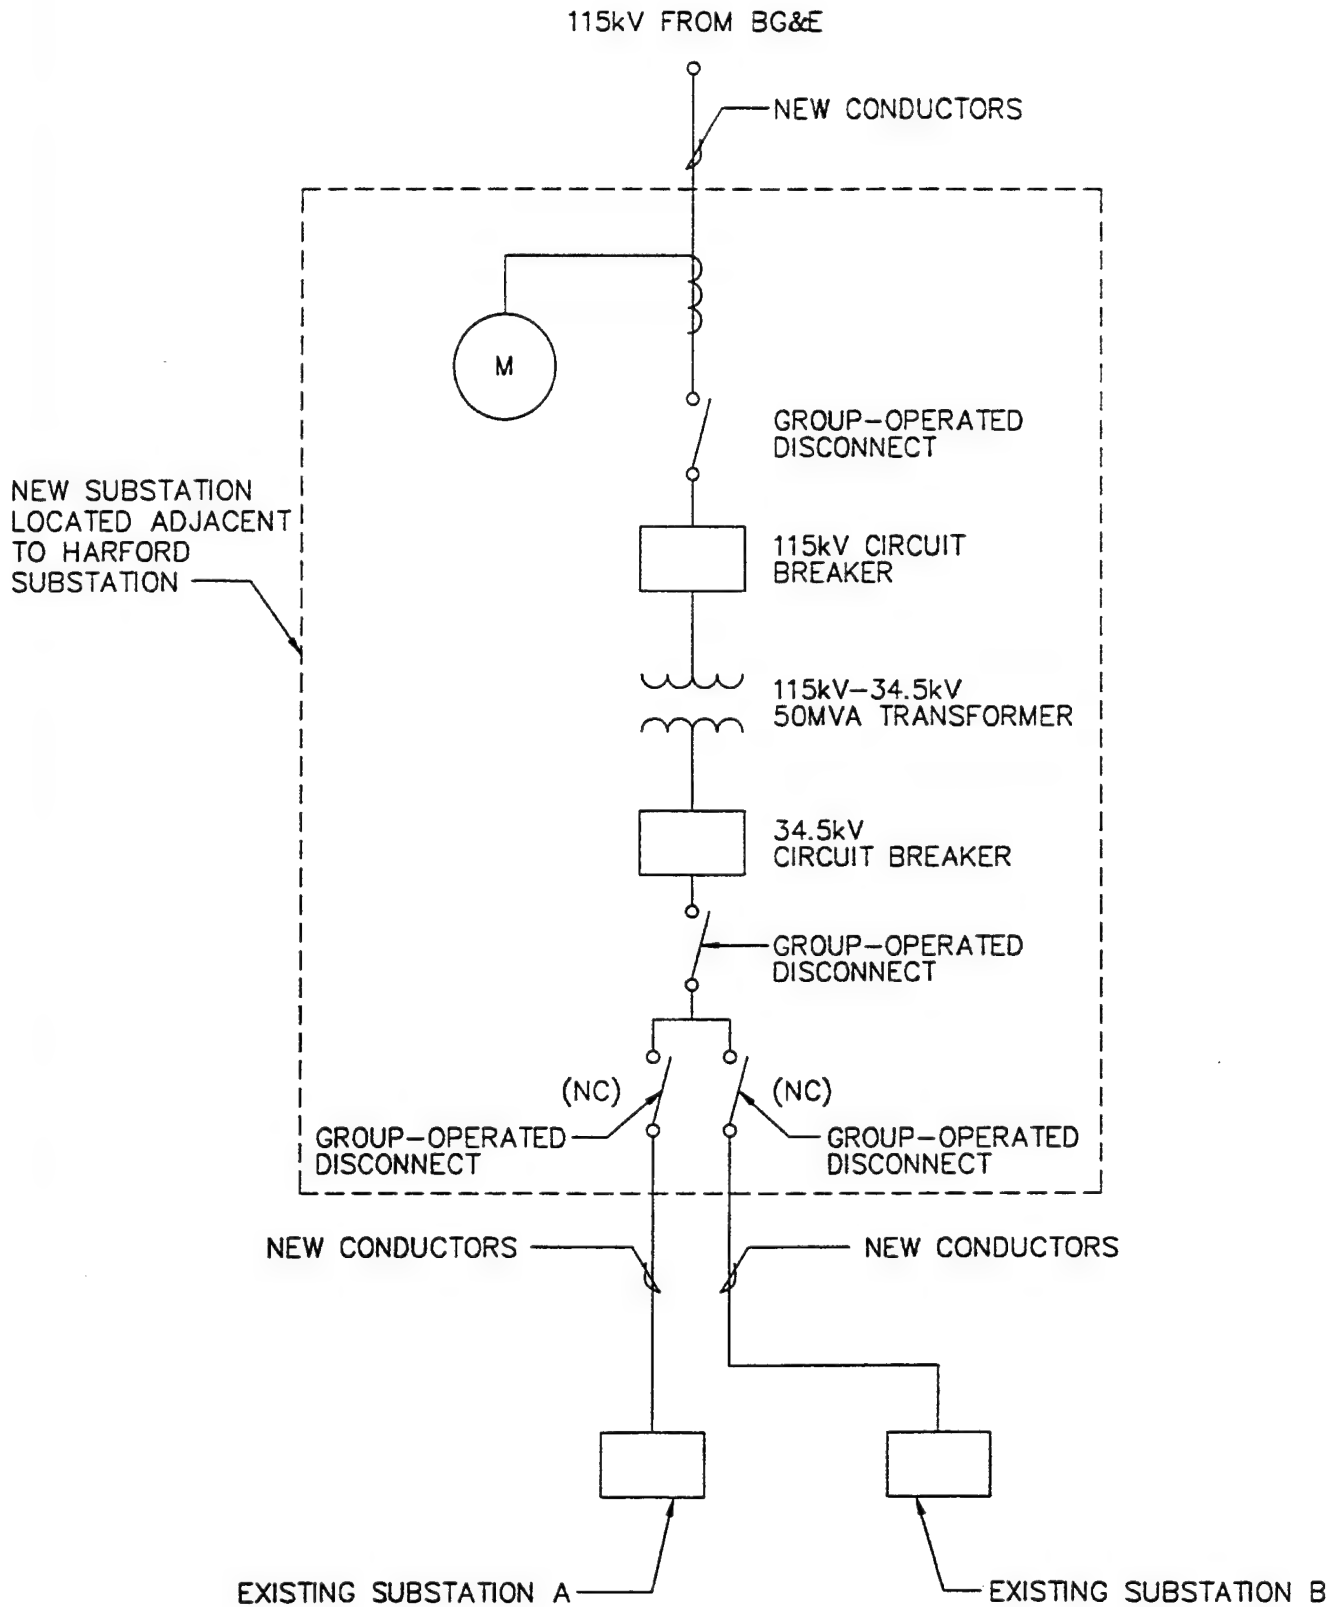 115kV FROM BG&E
NEW CONDUCTORS
M
GROUP-OPERATED
DISCONNECT
NEW SUBSTATION
LOCATED ADJACENT
TO HARFORD
SUBSTATION
115kV CIRCUIT
BREAKER
115kV-34.5kV
50MVA TRANSFORMER
34.5kV
CIRCUIT BREAKER
GROUP-OPERATED
DISCONNECT
(NC)
(NC)
GROUP-OPERATED
DISCONNECT
GROUP-OPERATED
DISCONNECT
NEW CONDUCTORS
NEW CONDUCTORS
EXISTING SUBSTATION A
EXISTING SUBSTATION B